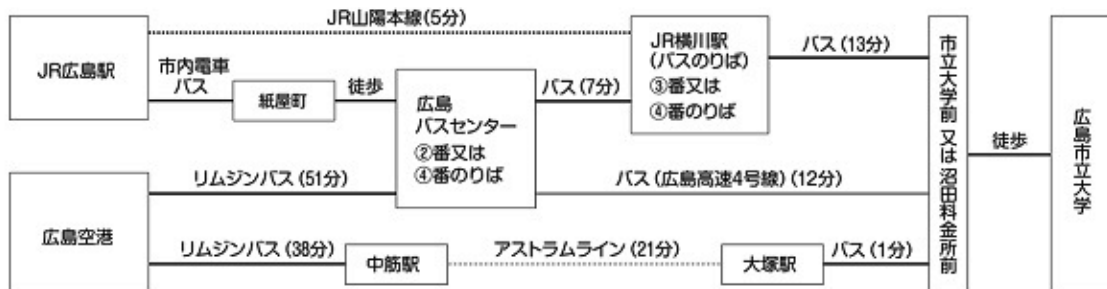 JR山陽本線(5分)
JR広島駅
市内電車
バス
紙屋町
徒歩
広島
バスセンター
②番又は
④番のりば
バス(7分)
JR横川駅
(バスのりば)
③番又は
④番のりば
バス(13分)
市立大学前 又は 沼田料金所前
徒歩
広島市立大学
リムジンバス(51分)
バス(広島高速4号線)(12分)
広島空港
リムジンバス(38分)
中筋駅
アストラムライン(21分)
大塚駅
バス(1分)